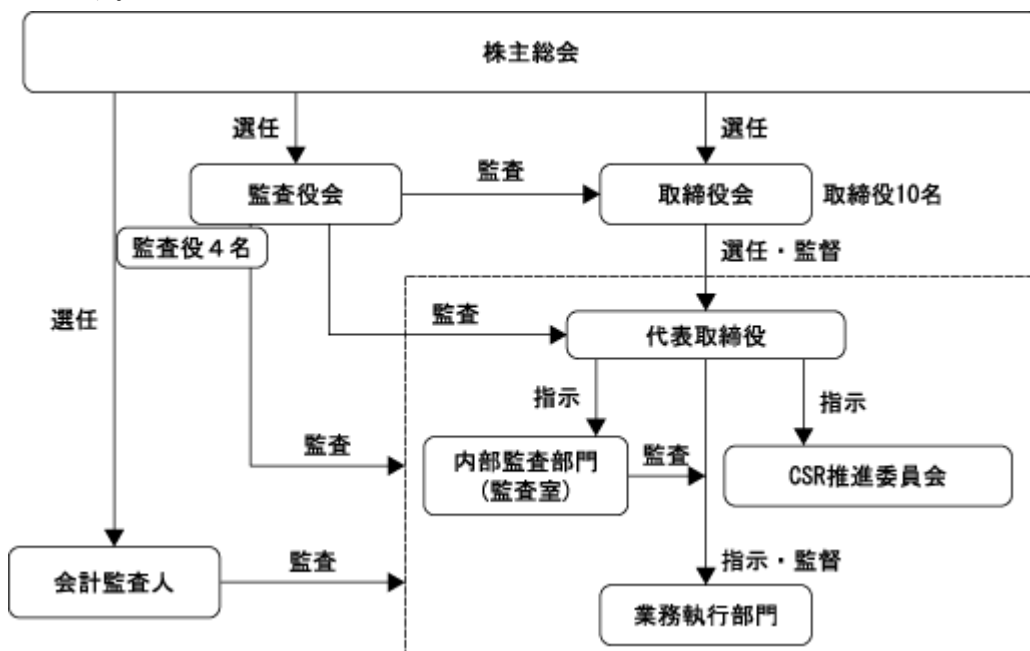 株主総会
選任
選任
監査役会
監査
取締役会
取締役10名
監査役４名
選任・監督
選任
監査
代表取締役
指示
指示
監査
内部監査部門
(監査室)
監査
CSR推進委員会
会計監査人
監査
指示・監督
業務執行部門